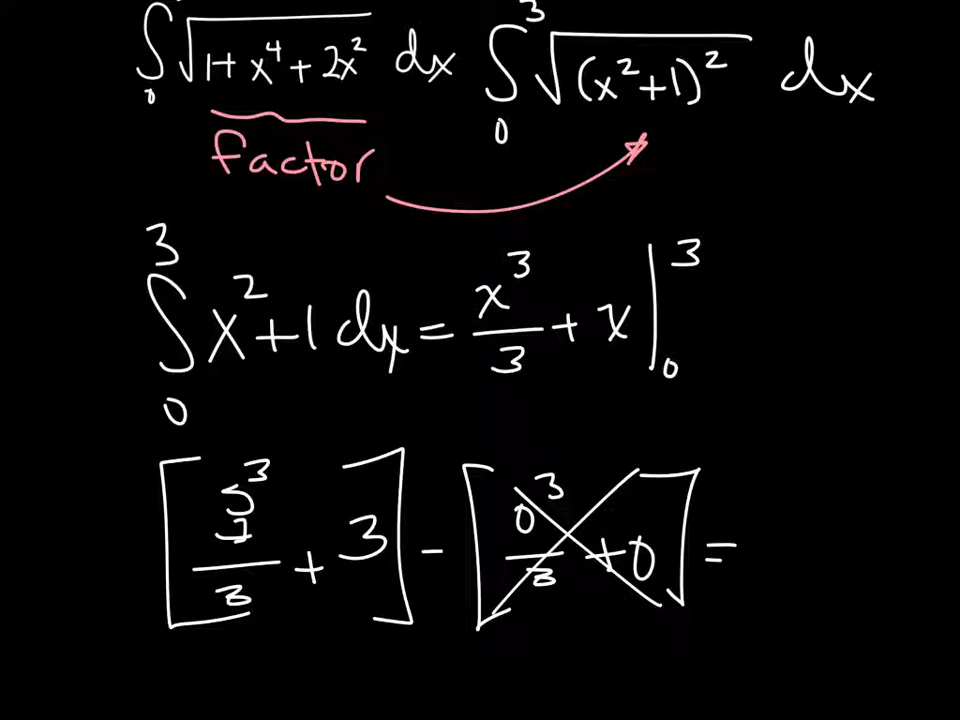 ∫₀ √(1+x⁴+2x²) dx ∫₀³ √((x²+1)²) dx
factor
∫₀³ x²+1 dx = x³/3 + x |₀³
[3³/3 + 3] - [0³/3 + 0] =